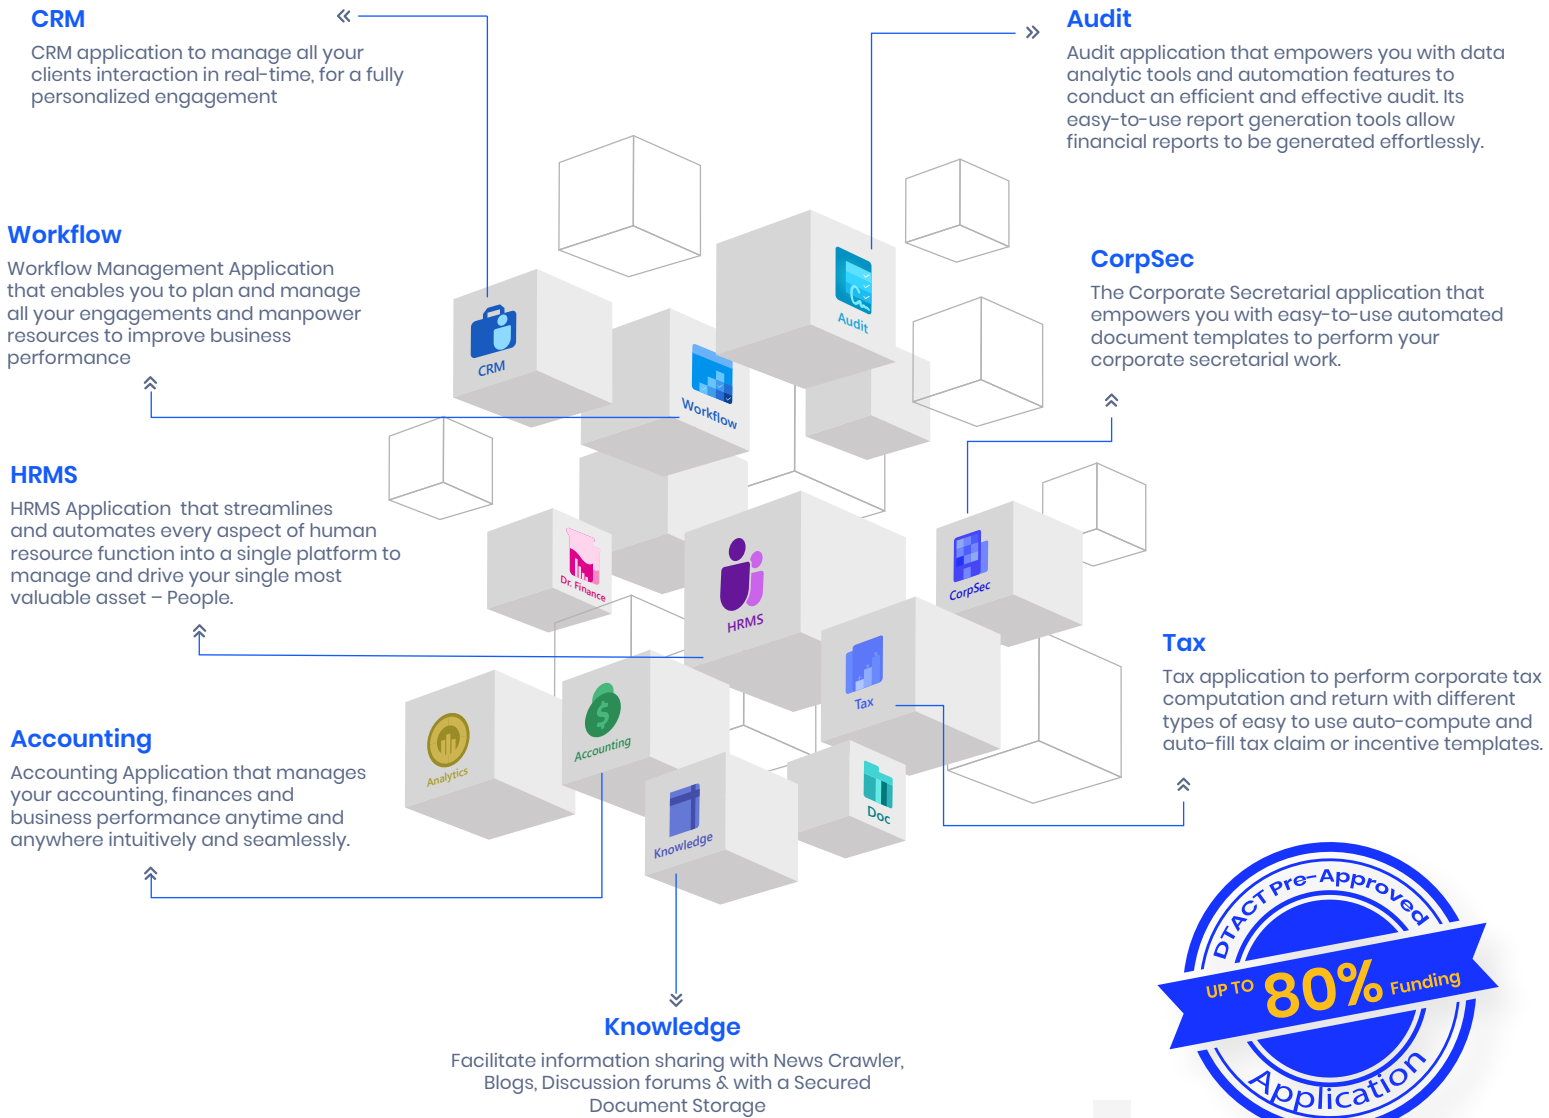 CRM
CRM application to manage all your
clients interaction in real-time, for a fully
personalized engagement
Audit
Audit application that empowers you with data
analytic tools and automation features to
conduct an efficient and effective audit. Its
easy-to-use report generation tools allow
financial reports to be generated effortlessly.
Workflow
Workflow Management Application
that enables you to plan and manage
all your engagements and manpower
resources to improve business
performance
CorpSec
The Corporate Secretarial application that
empowers you with easy-to-use automated
document templates to perform your
corporate secretarial work.
HRMS
HRMS Application that streamlines
and automates every aspect of human
resource function into a single platform to
manage and drive your single most
valuable asset – People.
Tax
Tax application to perform corporate tax
computation and return with different
types of easy to use auto-compute and
auto-fill tax claim or incentive templates.
Accounting
Accounting Application that manages
your accounting, finances and
business performance anytime and
anywhere intuitively and seamlessly.
Audit
CRM
Workflow
Dr. Finance
HRMS
CorpSec
Tax
Analytics
Accounting
Knowledge
Doc
Knowledge
Facilitate information sharing with News Crawler,
Blogs, Discussion forums & with a Secured
Document Storage
DTACT Pre-Approved
UP TO 80% Funding
Application